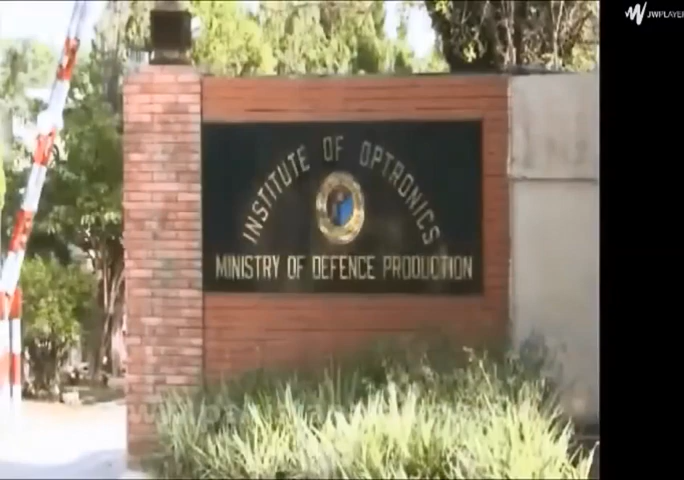 JWPLAYER
INSTITUTE OF OPTRONICS
MINISTRY OF DEFENCE PRODUCTION